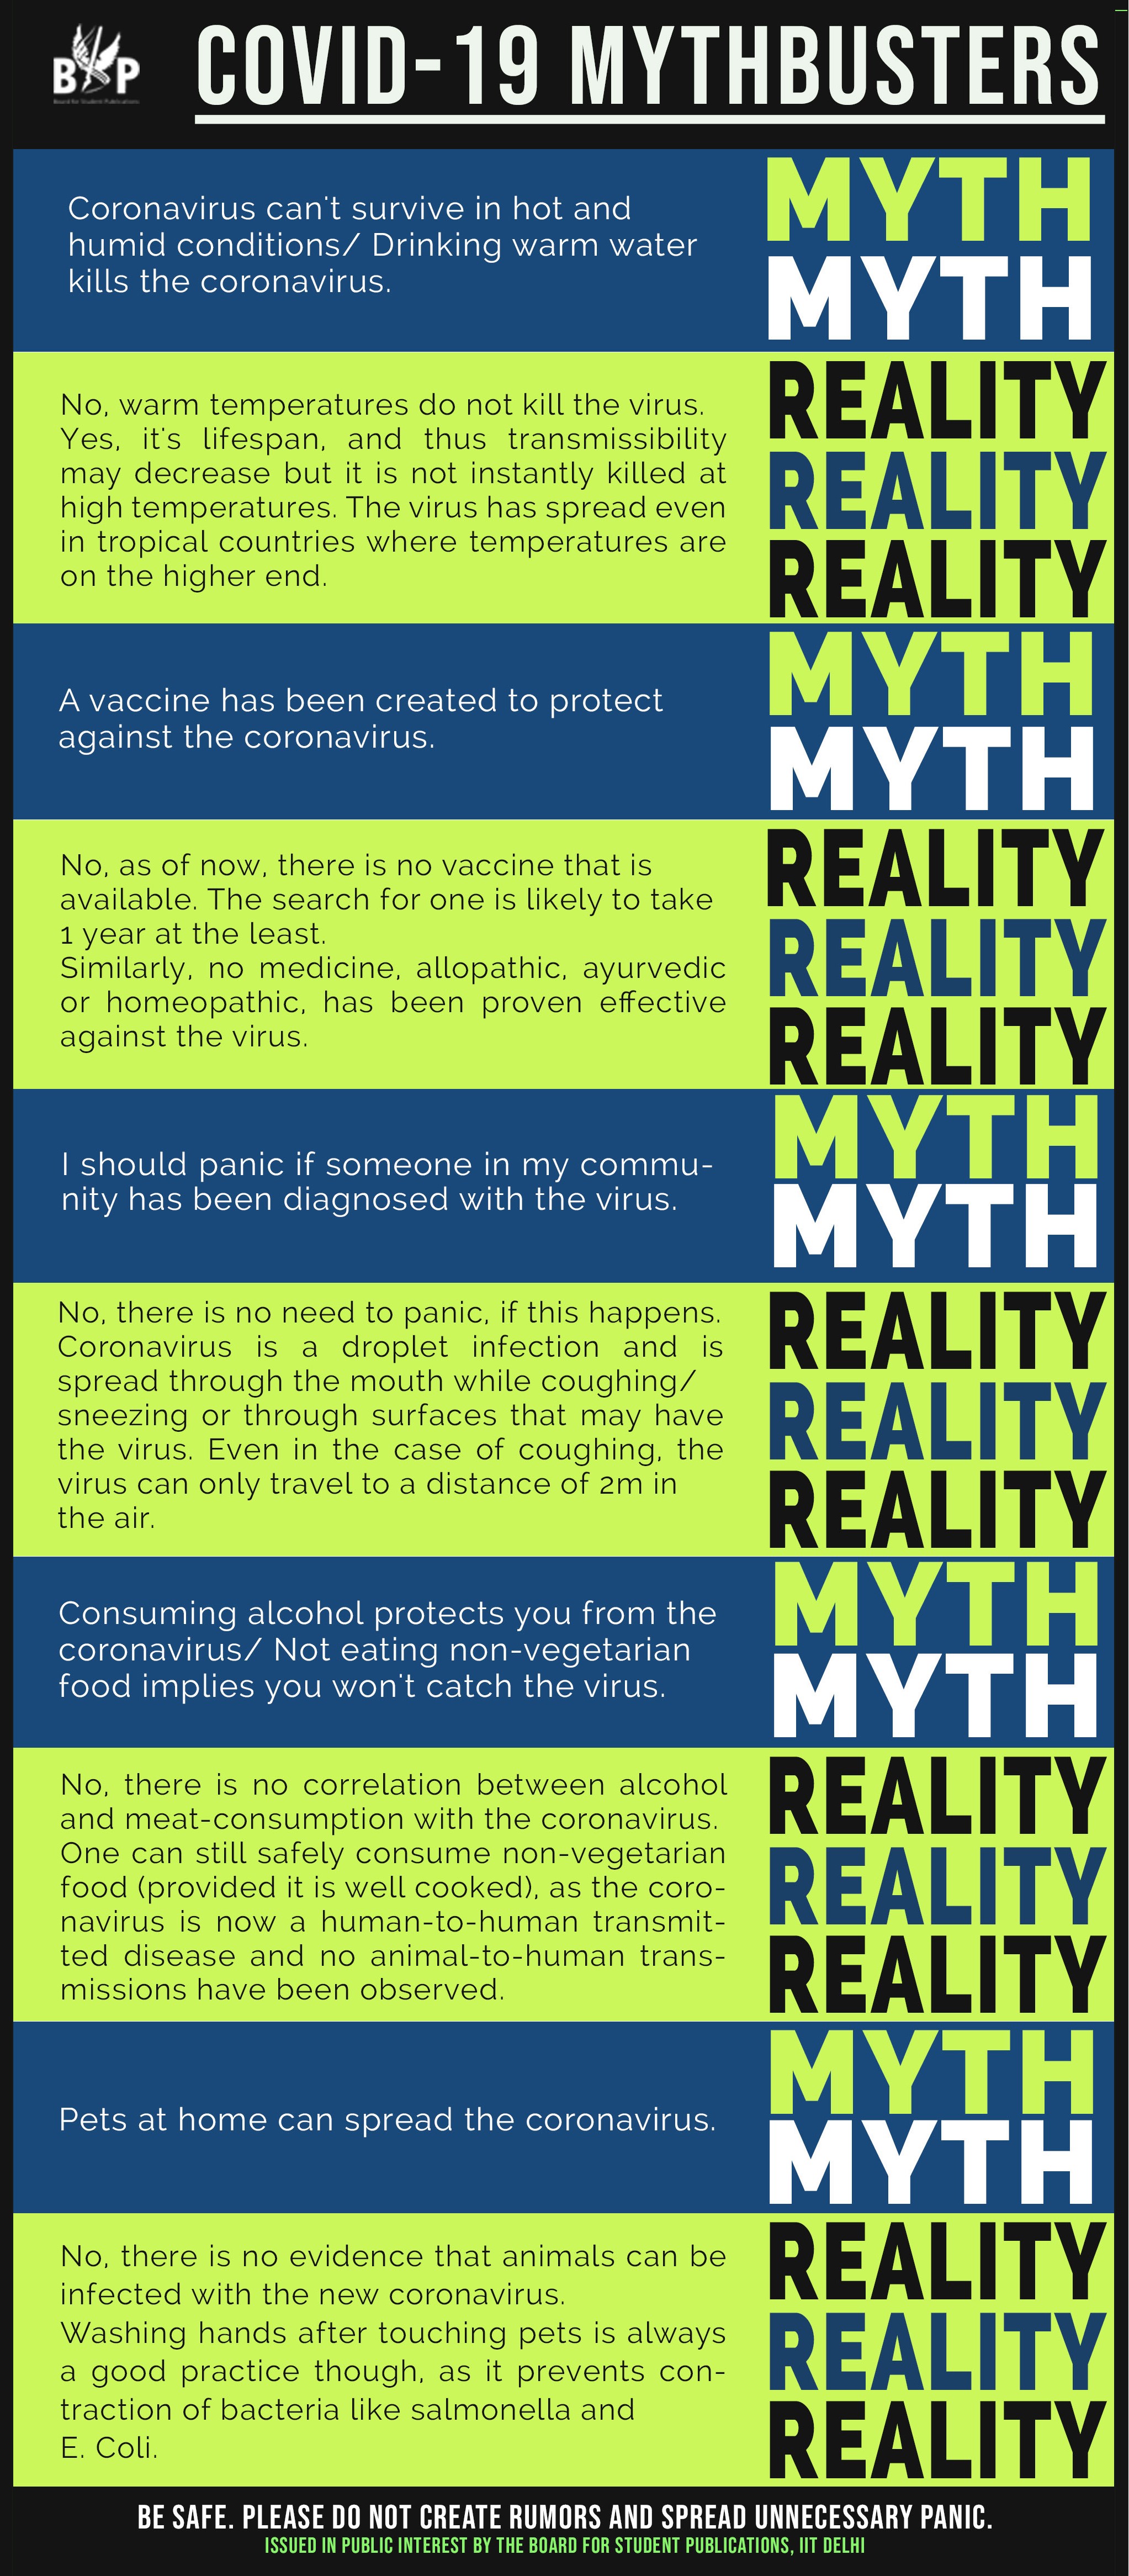 BSP
Board for Student Publications
COVID-19 MYTHBUSTERS
Coronavirus can't survive in hot and
humid conditions/ Drinking warm water
kills the coronavirus.
MYTH
MYTH
No, warm temperatures do not kill the virus.
Yes, it's lifespan, and thus transmissibility
may decrease but it is not instantly killed at
high temperatures. The virus has spread even
in tropical countries where temperatures are
on the higher end.
REALITY
REALITY
REALITY
A vaccine has been created to protect
against the coronavirus.
MYTH
MYTH
No, as of now, there is no vaccine that is
available. The search for one is likely to take
1 year at the least.
Similarly, no medicine, allopathic, ayurvedic
or homeopathic, has been proven effective
against the virus.
REALITY
REALITY
REALITY
I should panic if someone in my commu-
nity has been diagnosed with the virus.
MYTH
MYTH
No, there is no need to panic, if this happens.
Coronavirus is a droplet infection and is
spread through the mouth while coughing/
sneezing or through surfaces that may have
the virus. Even in the case of coughing, the
virus can only travel to a distance of 2m in
the air.
REALITY
REALITY
REALITY
Consuming alcohol protects you from the
coronavirus/ Not eating non-vegetarian
food implies you won't catch the virus.
MYTH
MYTH
No, there is no correlation between alcohol
and meat-consumption with the coronavirus.
One can still safely consume non-vegetarian
food (provided it is well cooked), as the coro-
navirus is now a human-to-human transmit-
ted disease and no animal-to-human trans-
missions have been observed.
REALITY
REALITY
REALITY
Pets at home can spread the coronavirus.
MYTH
MYTH
No, there is no evidence that animals can be
infected with the new coronavirus.
Washing hands after touching pets is always
a good practice though, as it prevents con-
traction of bacteria like salmonella and
E. Coli.
REALITY
REALITY
REALITY
BE SAFE. PLEASE DO NOT CREATE RUMORS AND SPREAD UNNECESSARY PANIC.
ISSUED IN PUBLIC INTEREST BY THE BOARD FOR STUDENT PUBLICATIONS, IIT DELHI